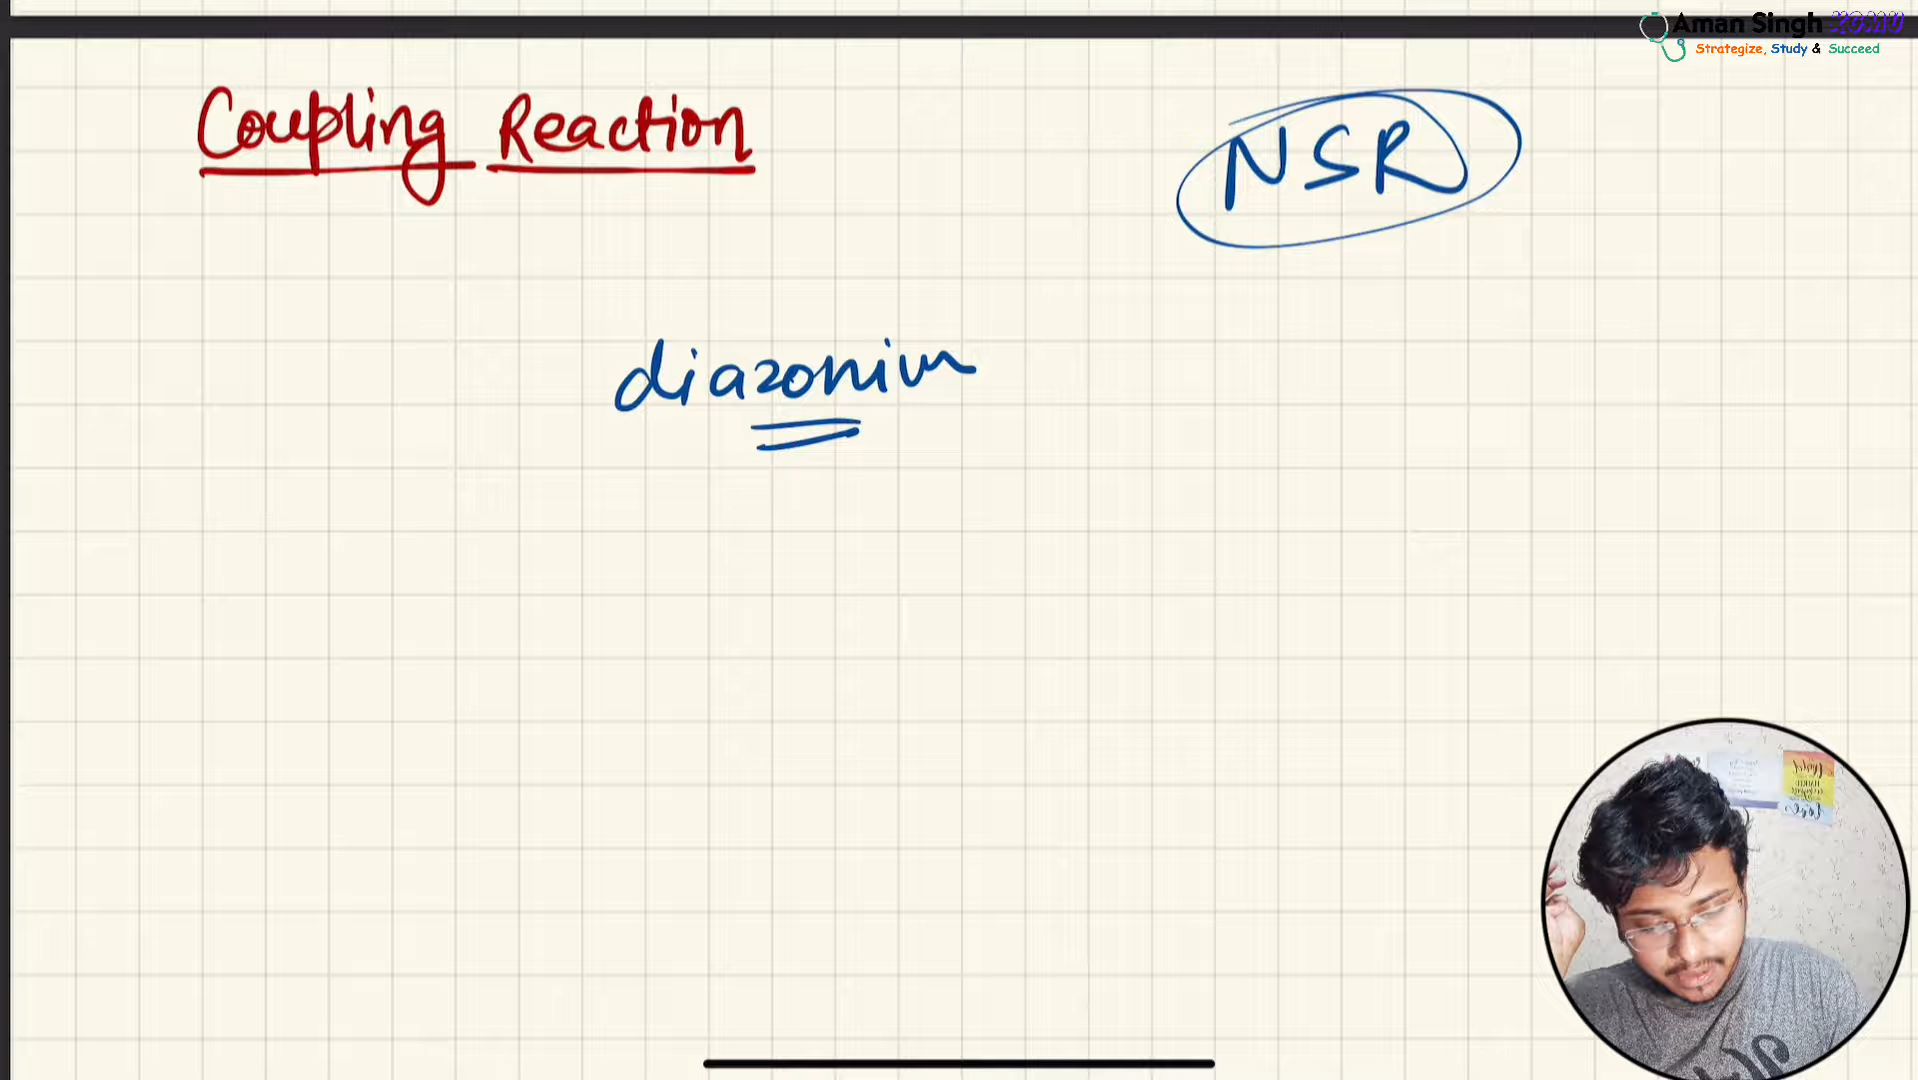 Aman Singh
Strategize, Study & Succeed
Coupling Reaction
NSR
diazonium